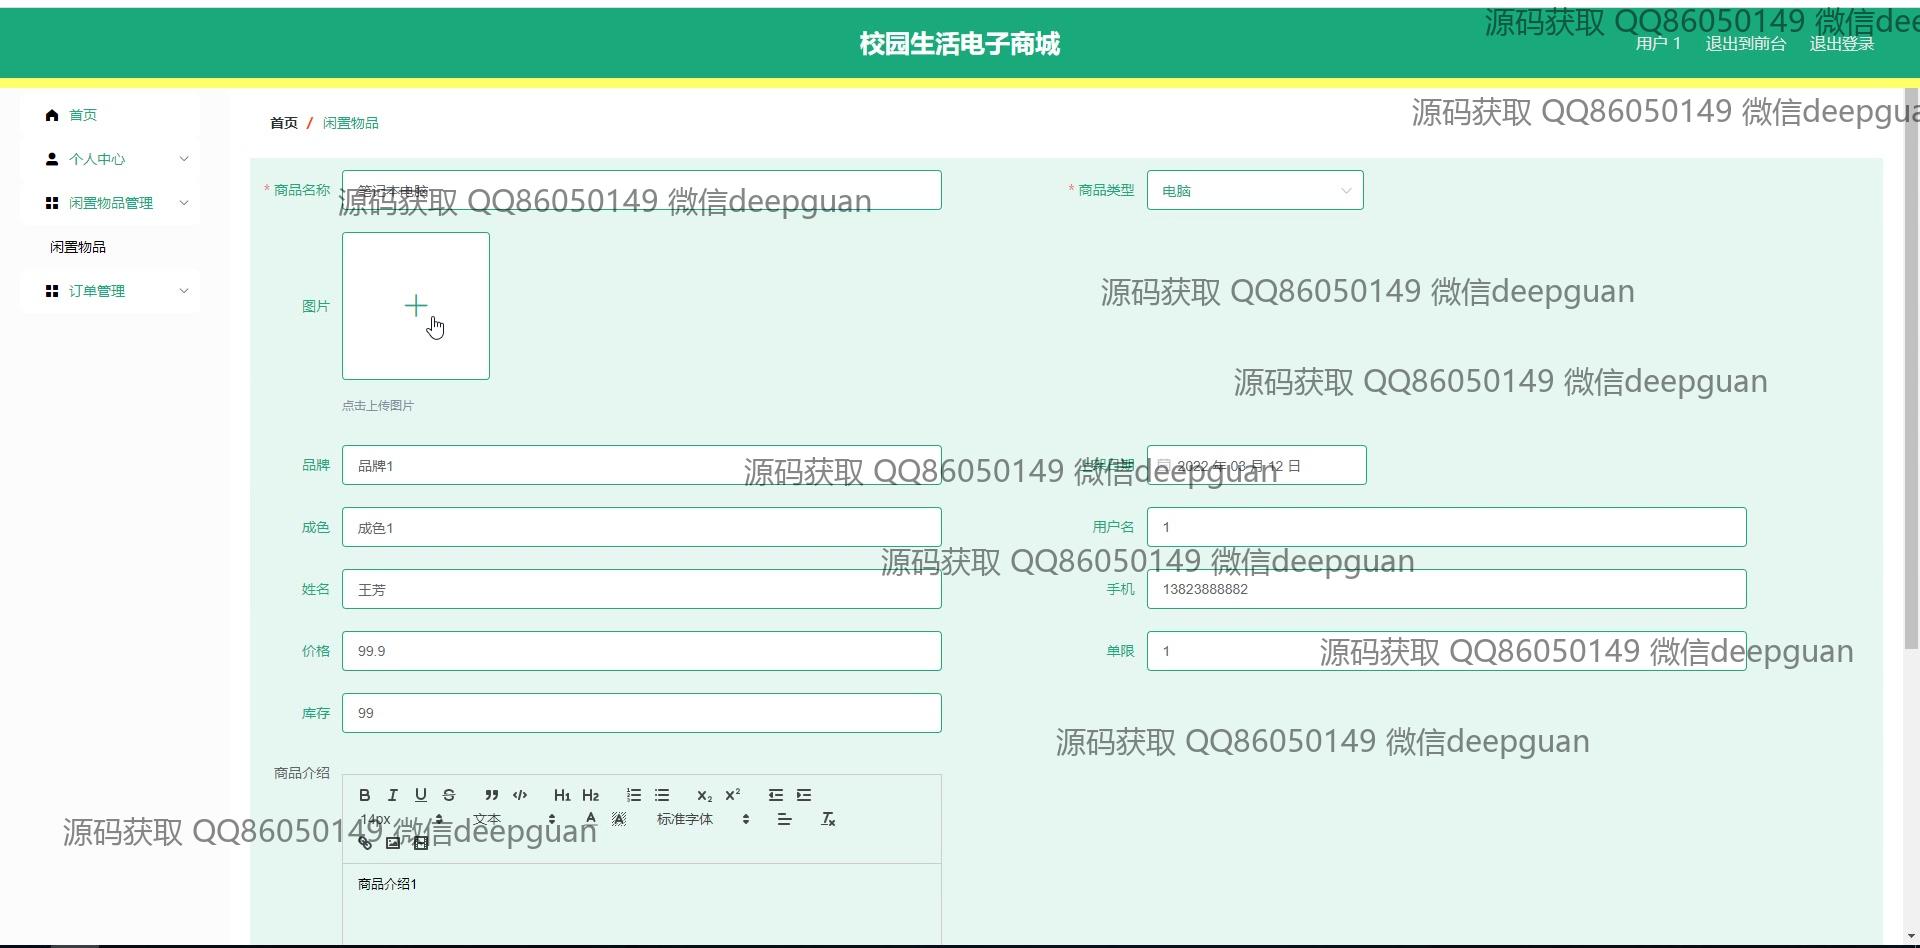 源码获取 QQ86050149 微信dee
校园生活电子商城
用户 1 退出到前台 退出登录
源码获取 QQ86050149 微信deepgua
首页
首页 / 闲置物品
个人中心
闲置物品管理
闲置物品
订单管理
* 商品名称 笔记本电脑
* 商品类型 电脑
源码获取 QQ86050149 微信deepguan
图片
源码获取 QQ86050149 微信deepguan
源码获取 QQ86050149 微信deepguan
点击上传图片
品牌 品牌1
2022 年 03 月 12 日
源码获取 QQ86050149 微信deepguan
成色 成色1
用户名 1
源码获取 QQ86050149 微信deepguan
姓名 王芳
手机 13823888882
价格 99.9
单限 1
源码获取 QQ86050149 微信deepguan
库存 99
源码获取 QQ86050149 微信deepguan
商品介绍
B I U S H1 H2 X2 X2
14px 文本 A A 标准字体 Tx
源码获取 QQ86050149 微信deepguan
商品介绍1